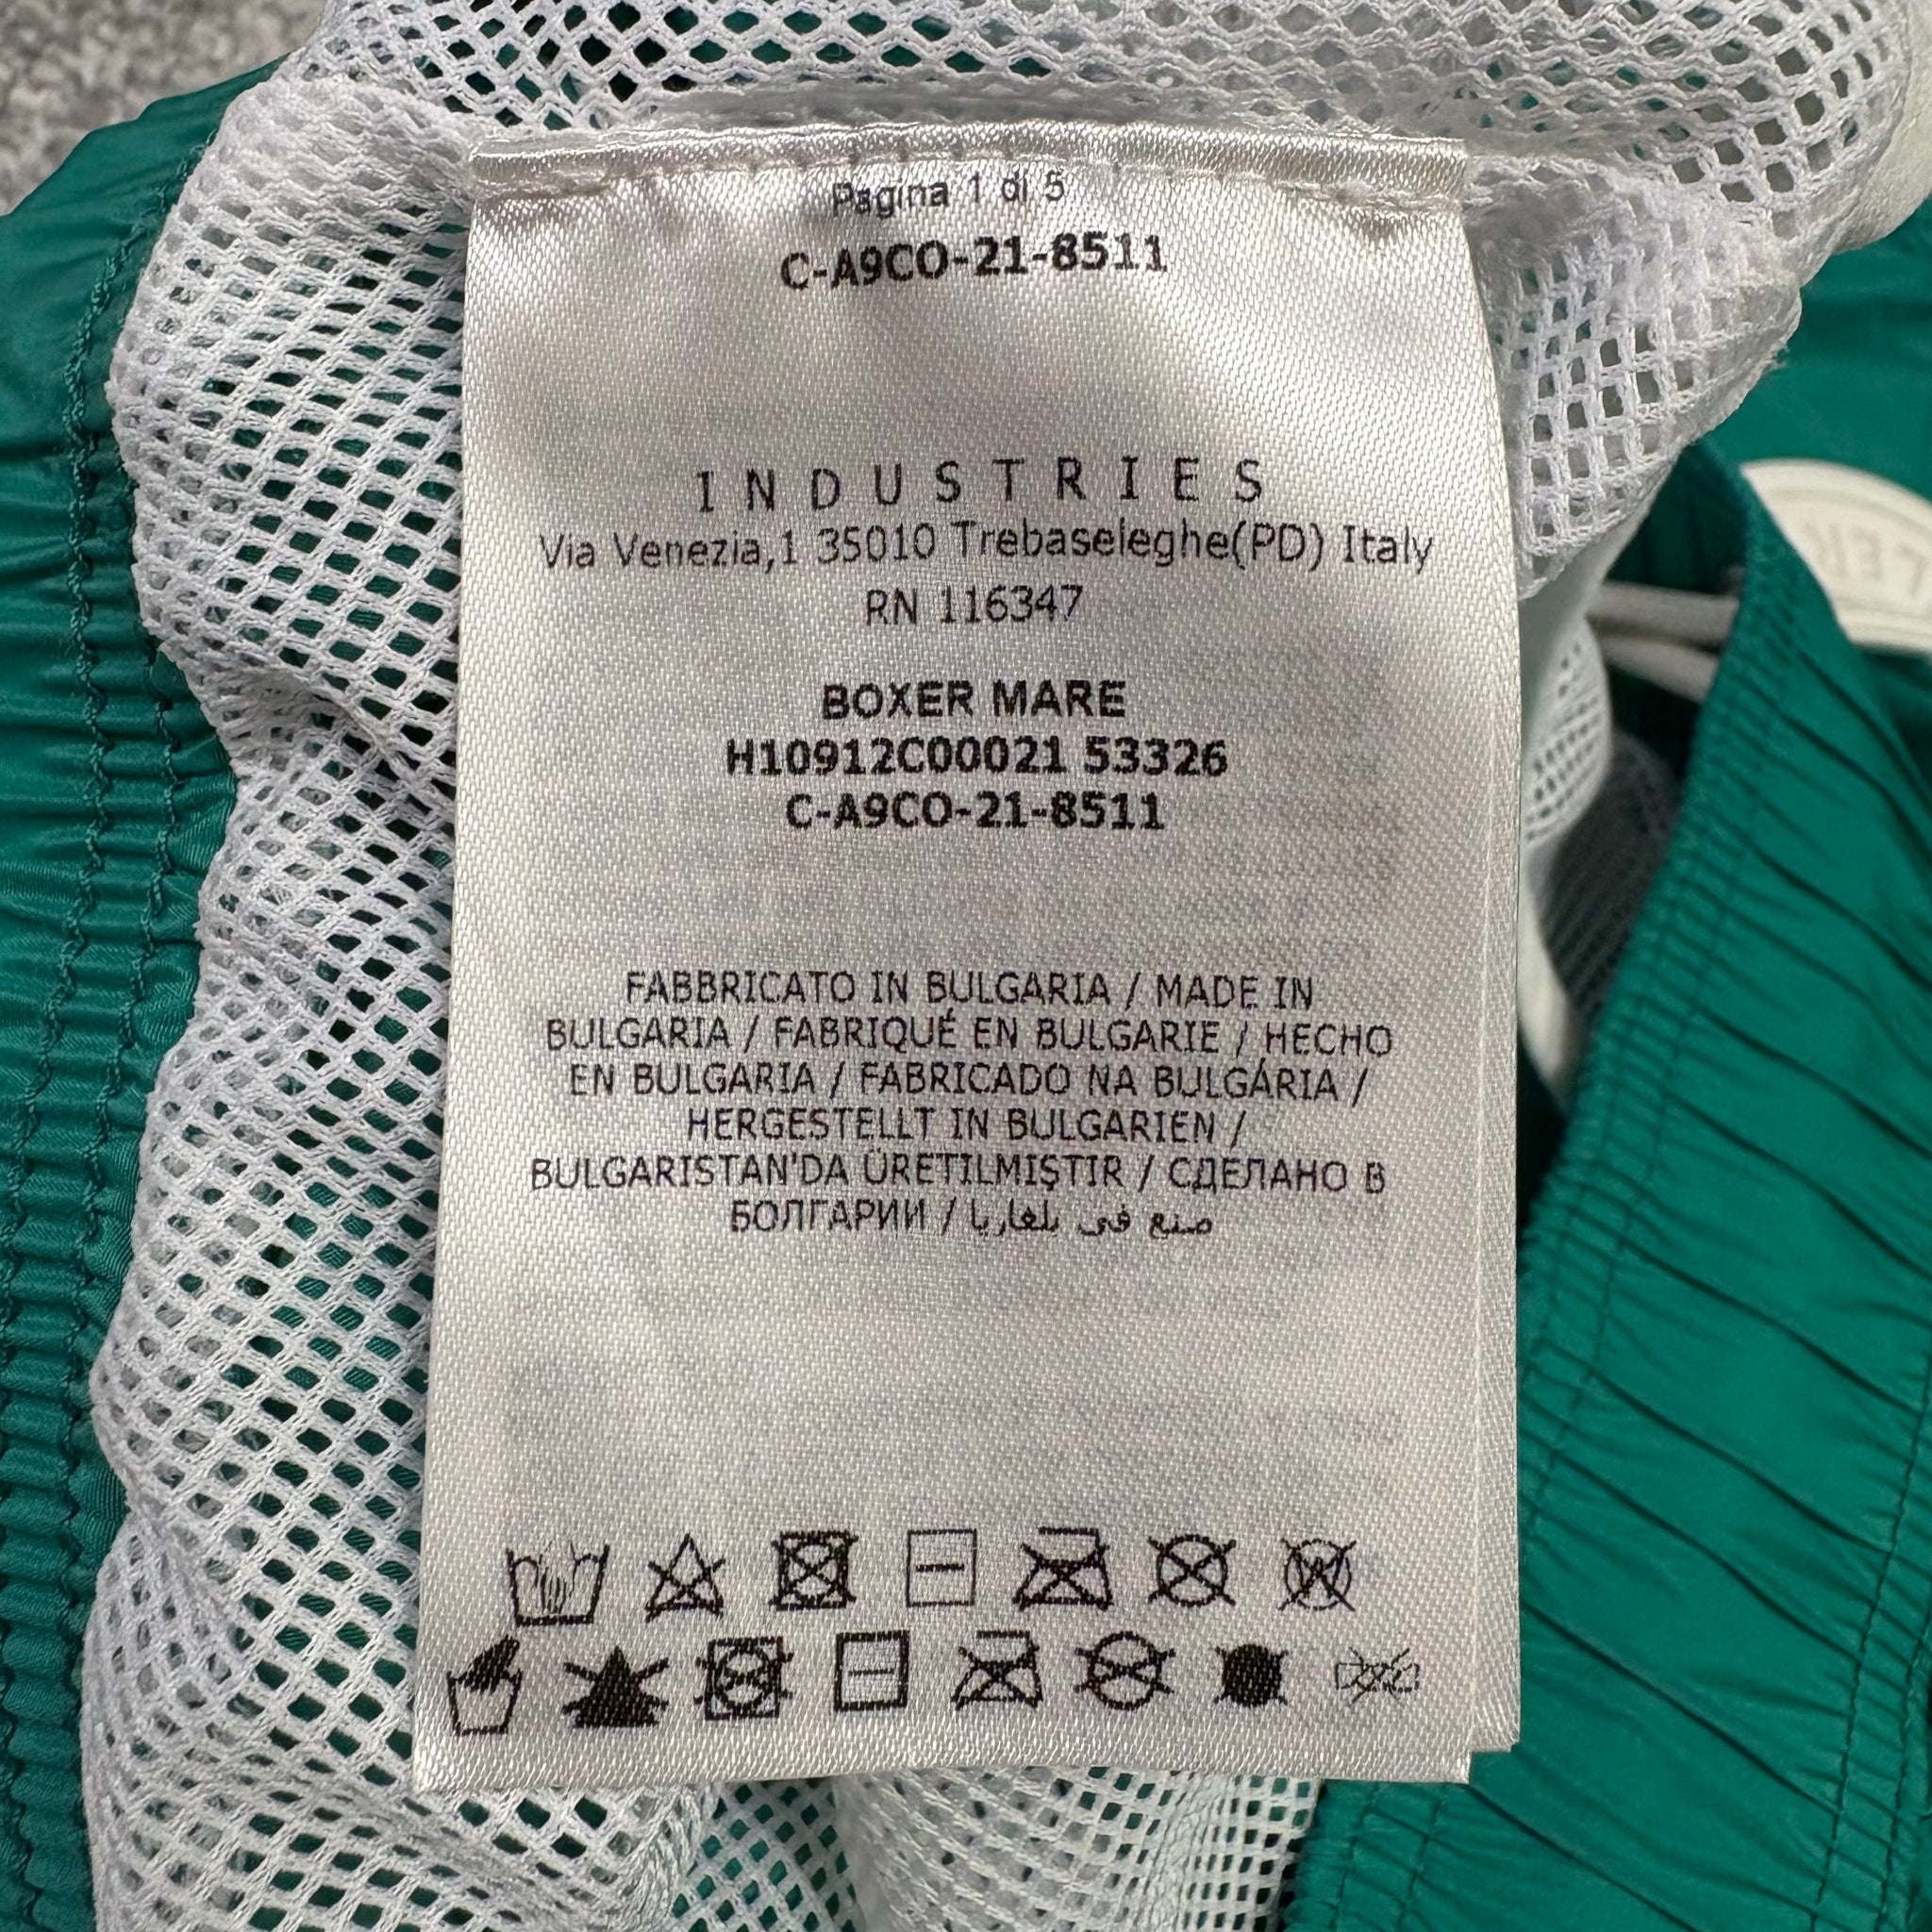 Pagina 1 di 5
C-A9CO-21-8511
INDUSTRIES
Via Venezia,1 35010 Trebaseleghe(PD) Italy
RN 116347
BOXER MARE
H10912C00021 53326
C-A9CO-21-8511
FABBRICATO IN BULGARIA / MADE IN
BULGARIA / FABRIQUÉ EN BULGARIE / HECHO
EN BULGARIA / FABRICADO NA BULGÁRIA /
HERGESTELLT IN BULGARIEN /
BULGARISTAN'DA ÜRETILMIŞTIR / СДЕЛАНО В
БОЛГАРИИ / صنع في بلغاريا
W